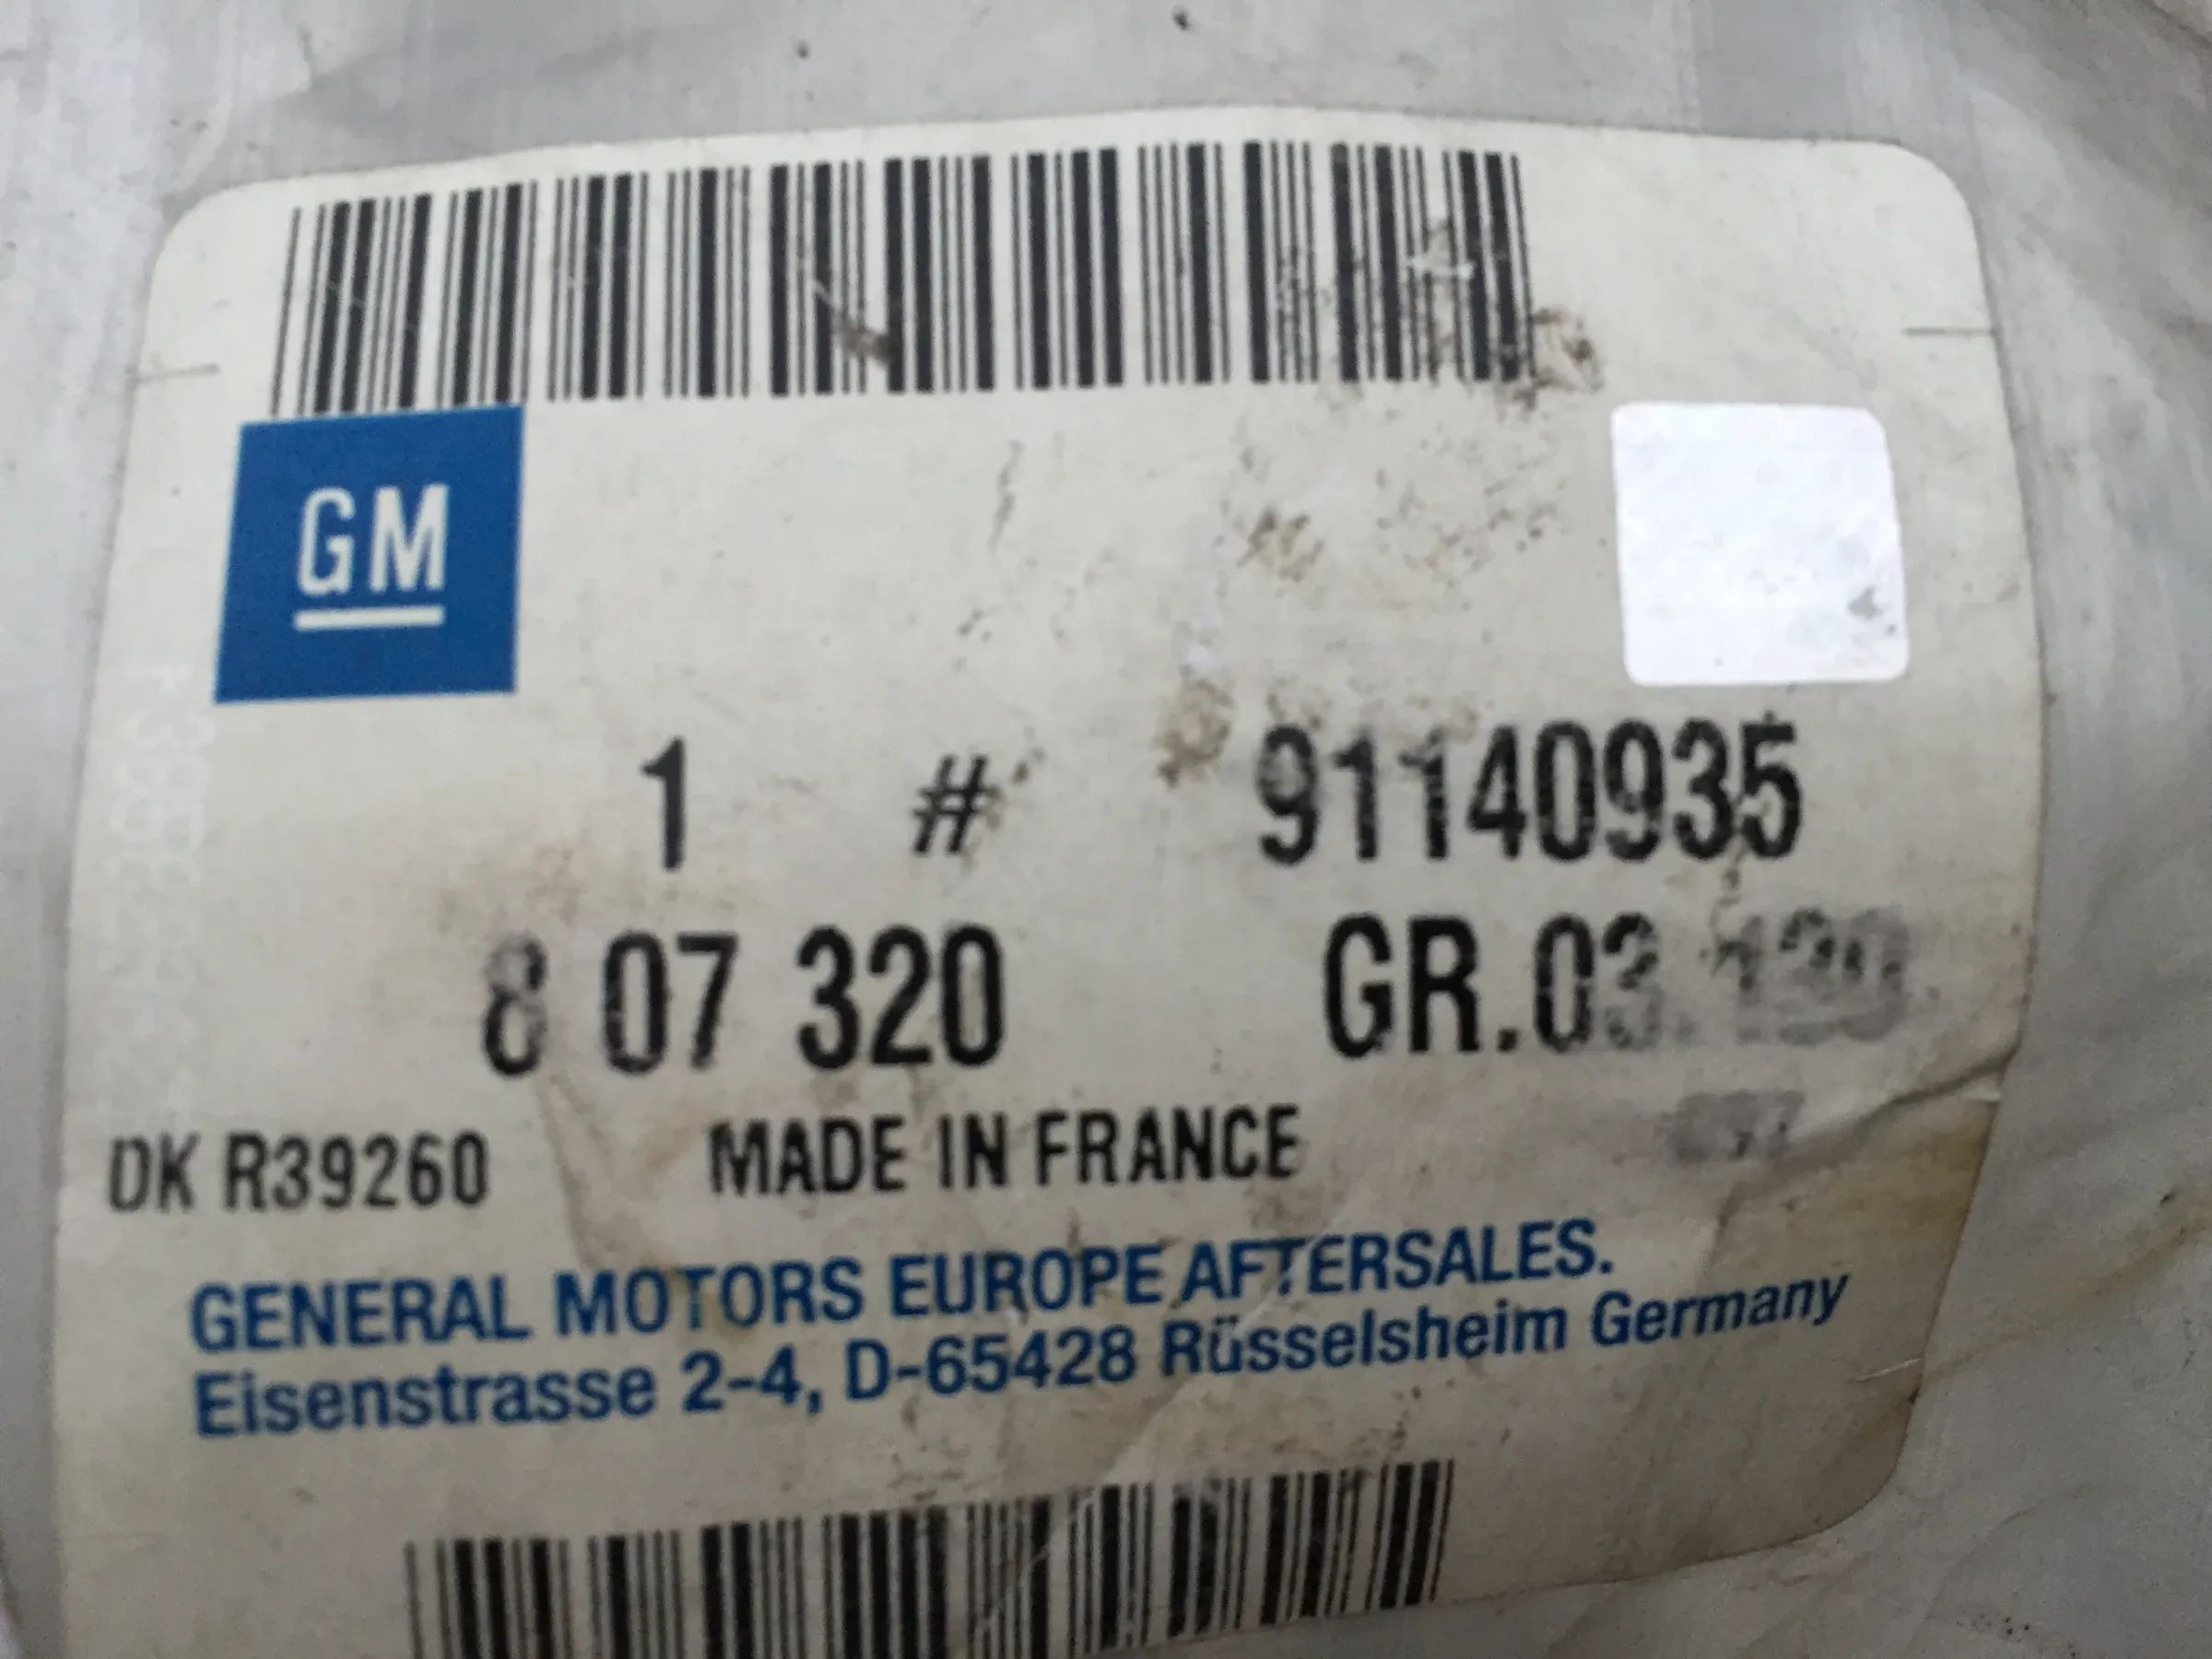 GM
1 # 91140935
8 07 320 GR.03.
DK R39260 MADE IN FRANCE
GENERAL MOTORS EUROPE AFTERSALES.
Eisenstrasse 2-4, D-65428 Rüsselsheim Germany